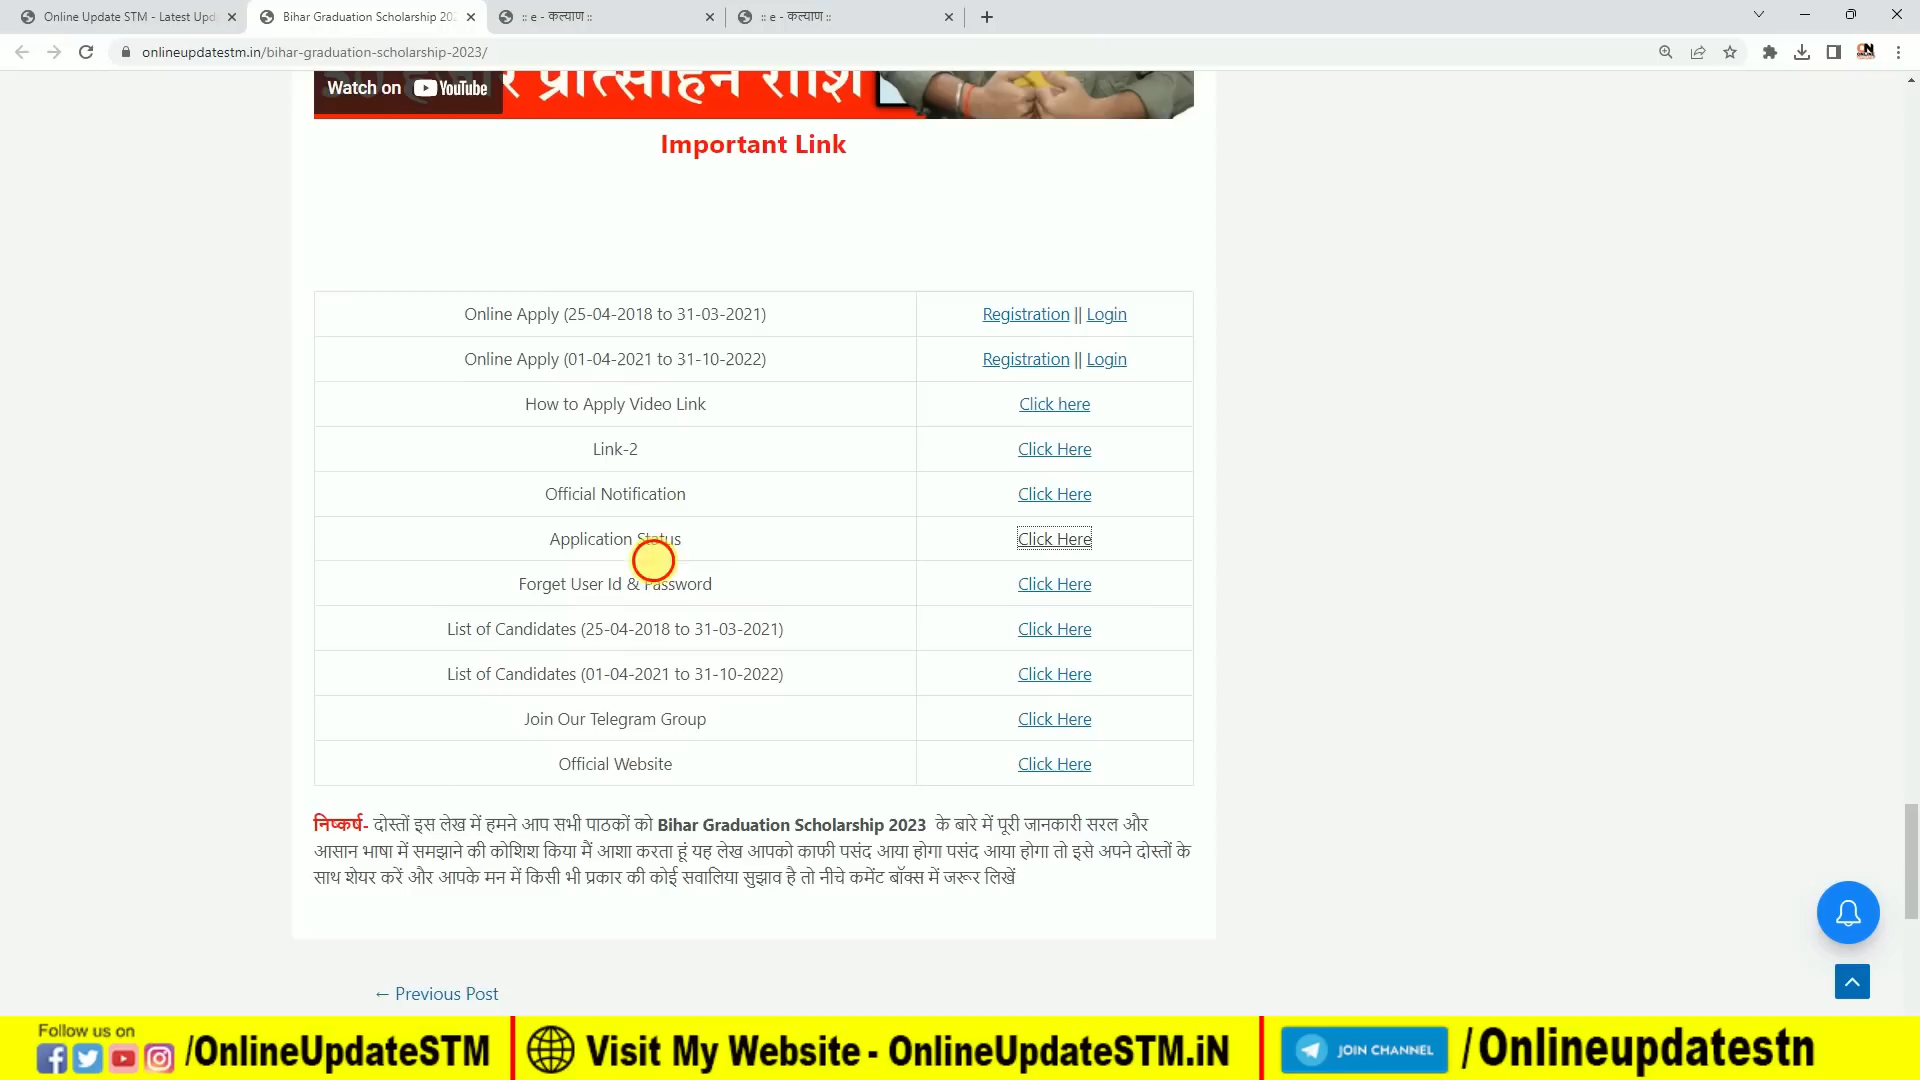 Online Update STM - Latest Upd
Bihar Graduation Scholarship 202
:: e - कल्याण ::
:: e - कल्याण ::
onlineupdatestm.in/bihar-graduation-scholarship-2023/
प्रोत्साहन राशि
Watch on YouTube
Important Link
Online Apply (25-04-2018 to 31-03-2021) Registration || Login
Online Apply (01-04-2021 to 31-10-2022) Registration || Login
How to Apply Video Link Click here
Link-2 Click Here
Official Notification Click Here
Application Status Click Here
Forget User Id & Password Click Here
List of Candidates (25-04-2018 to 31-03-2021) Click Here
List of Candidates (01-04-2021 to 31-10-2022) Click Here
Join Our Telegram Group Click Here
Official Website Click Here
निष्कर्ष- दोस्तों इस लेख में हमने आप सभी पाठकों को Bihar Graduation Scholarship 2023 के बारे में पूरी जानकारी सरल और
आसान भाषा में समझाने की कोशिश किया मैं आशा करता हूं यह लेख आपको काफी पसंद आया होगा पसंद आया होगा तो इसे अपने दोस्तों के
साथ शेयर करें और आपके मन में किसी भी प्रकार की कोई सवालिया सुझाव है तो नीचे कमेंट बॉक्स में जरूर लिखें
← Previous Post
Follow us on
/OnlineUpdateSTM
Visit My Website - OnlineUpdateSTM.iN
JOIN CHANNEL
/Onlineupdatestn